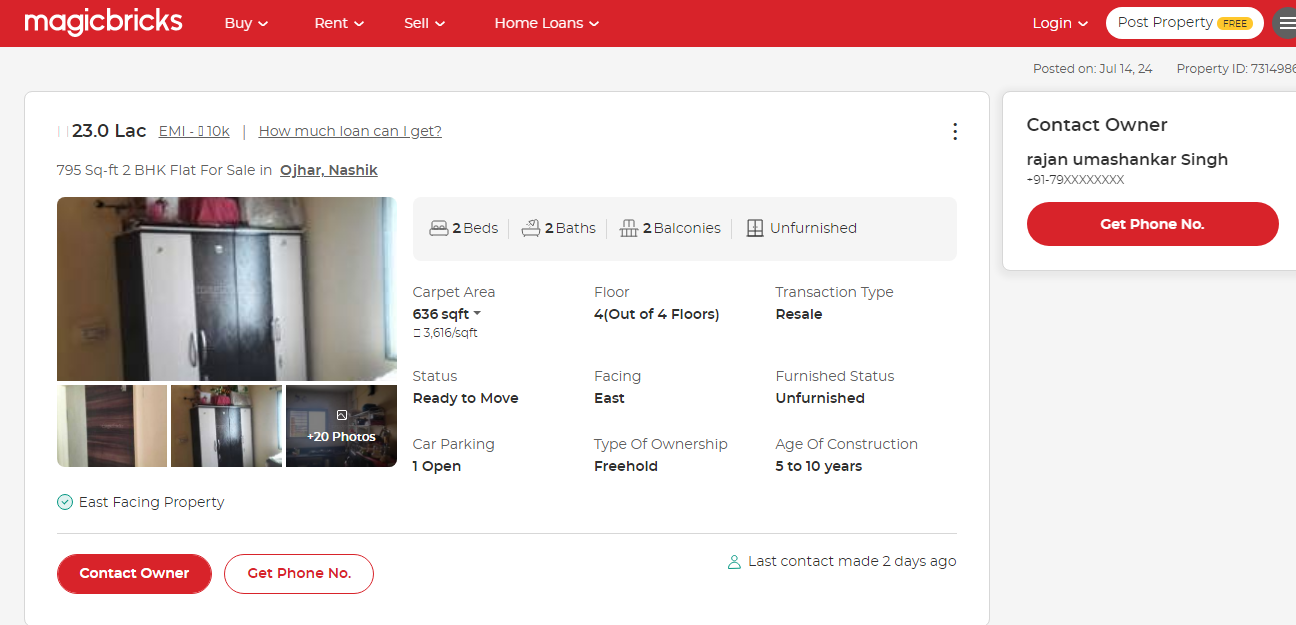 magicbricks
Buy
Rent
Sell
Home Loans
Login
Post Property FREE
Posted on: Jul 14, 24
Property ID: 7314986
23.0 Lac
EMI - 10k | How much loan can I get?
795 Sq-ft 2 BHK Flat For Sale in Ojhar, Nashik
+20 Photos
2 Beds
2 Baths
2 Balconies
Unfurnished
Carpet Area
636 sqft
3,616/sqft
Floor
4(Out of 4 Floors)
Transaction Type
Resale
Status
Ready to Move
Facing
East
Furnished Status
Unfurnished
Car Parking
1 Open
Type Of Ownership
Freehold
Age Of Construction
5 to 10 years
East Facing Property
Contact Owner
Get Phone No.
Last contact made 2 days ago
Contact Owner
rajan umashankar Singh
+91-79XXXXXXXX
Get Phone No.